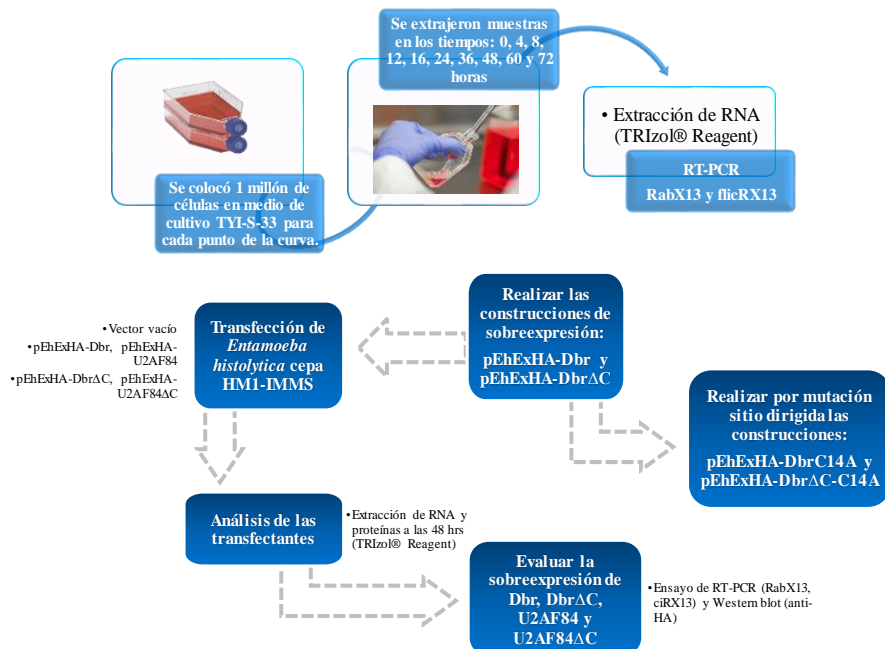 Se extrajeron muestras
en los tiempos: 0, 4, 8,
12, 16, 24, 36, 48, 60 y 72
horas
Se colocó 1 millón de
células en medio de
cultivo TYI-S-33 para
cada punto de la curva.
• Extracción de RNA
(TRIzol® Reagent)
RT-PCR
RabX13 y flicRX13
•Vector vacío
•pEhExHA-Dbr, pEhExHA-
U2AF84
•pEhExHA-DbrΔC, pEhExHA-
U2AF84ΔC
Transfección de
Entamoeba
histolytica cepa
HM1-IMMS
Realizar las
construcciones de
sobreexpresión:
pEhExHA-Dbr y
pEhExHA-DbrΔC
Realizar por mutación
sitio dirigida las
construcciones:
pEhExHA-DbrC14A y
pEhExHA-DbrΔC-C14A
Análisis de las
transfectantes
•Extracción de RNA y
proteínas a las 48 hrs
(TRIzol® Reagent)
Evaluar la
sobreexpresión de
Dbr, DbrΔC,
U2AF84 y
U2AF84ΔC
•Ensayo de RT-PCR (RabX13,
ciRX13) y Western blot (anti-
HA)